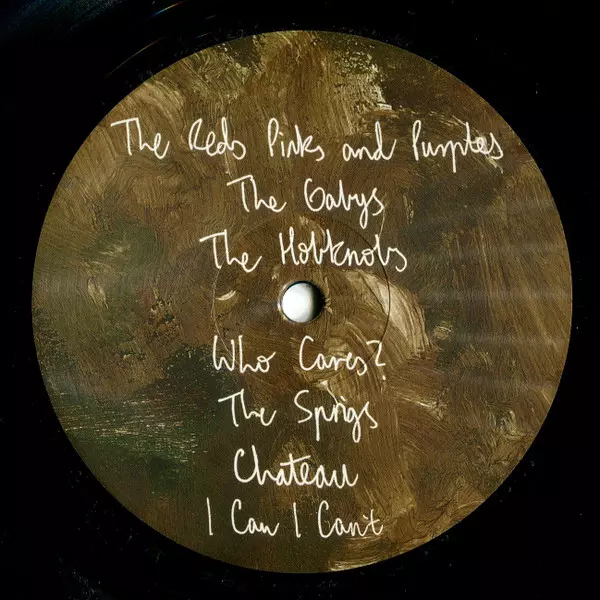 The Reds Pinks and Purples
The Gabys
The Hobknobs
Who Cares?
The Sprigs
Chateau
I Can I Can't